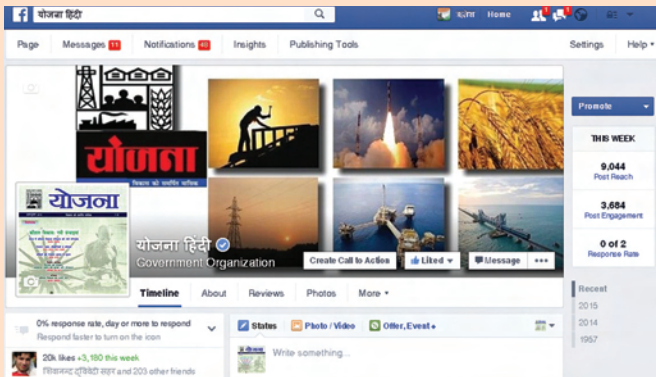 योजना हिंदी
Home
Page Messages 11 Notifications 40 Insights Publishing Tools Settings Help
योजना
विकास को समर्पित मासिक
योजना
योजना हिंदी
Government Organization
Create Call to Action Liked Message
Timeline About Reviews Photos More
Promote
THIS WEEK
9,044
Post Reach
3,684
Post Engagement
0 of 2
Response Rate
Recent
2015
2014
1957
0% response rate, day or more to respond
Respond faster to turn on the icon
20k likes +3,180 this week
and 203 other friends
Status Photo / Video Offer, Event +
Write something...